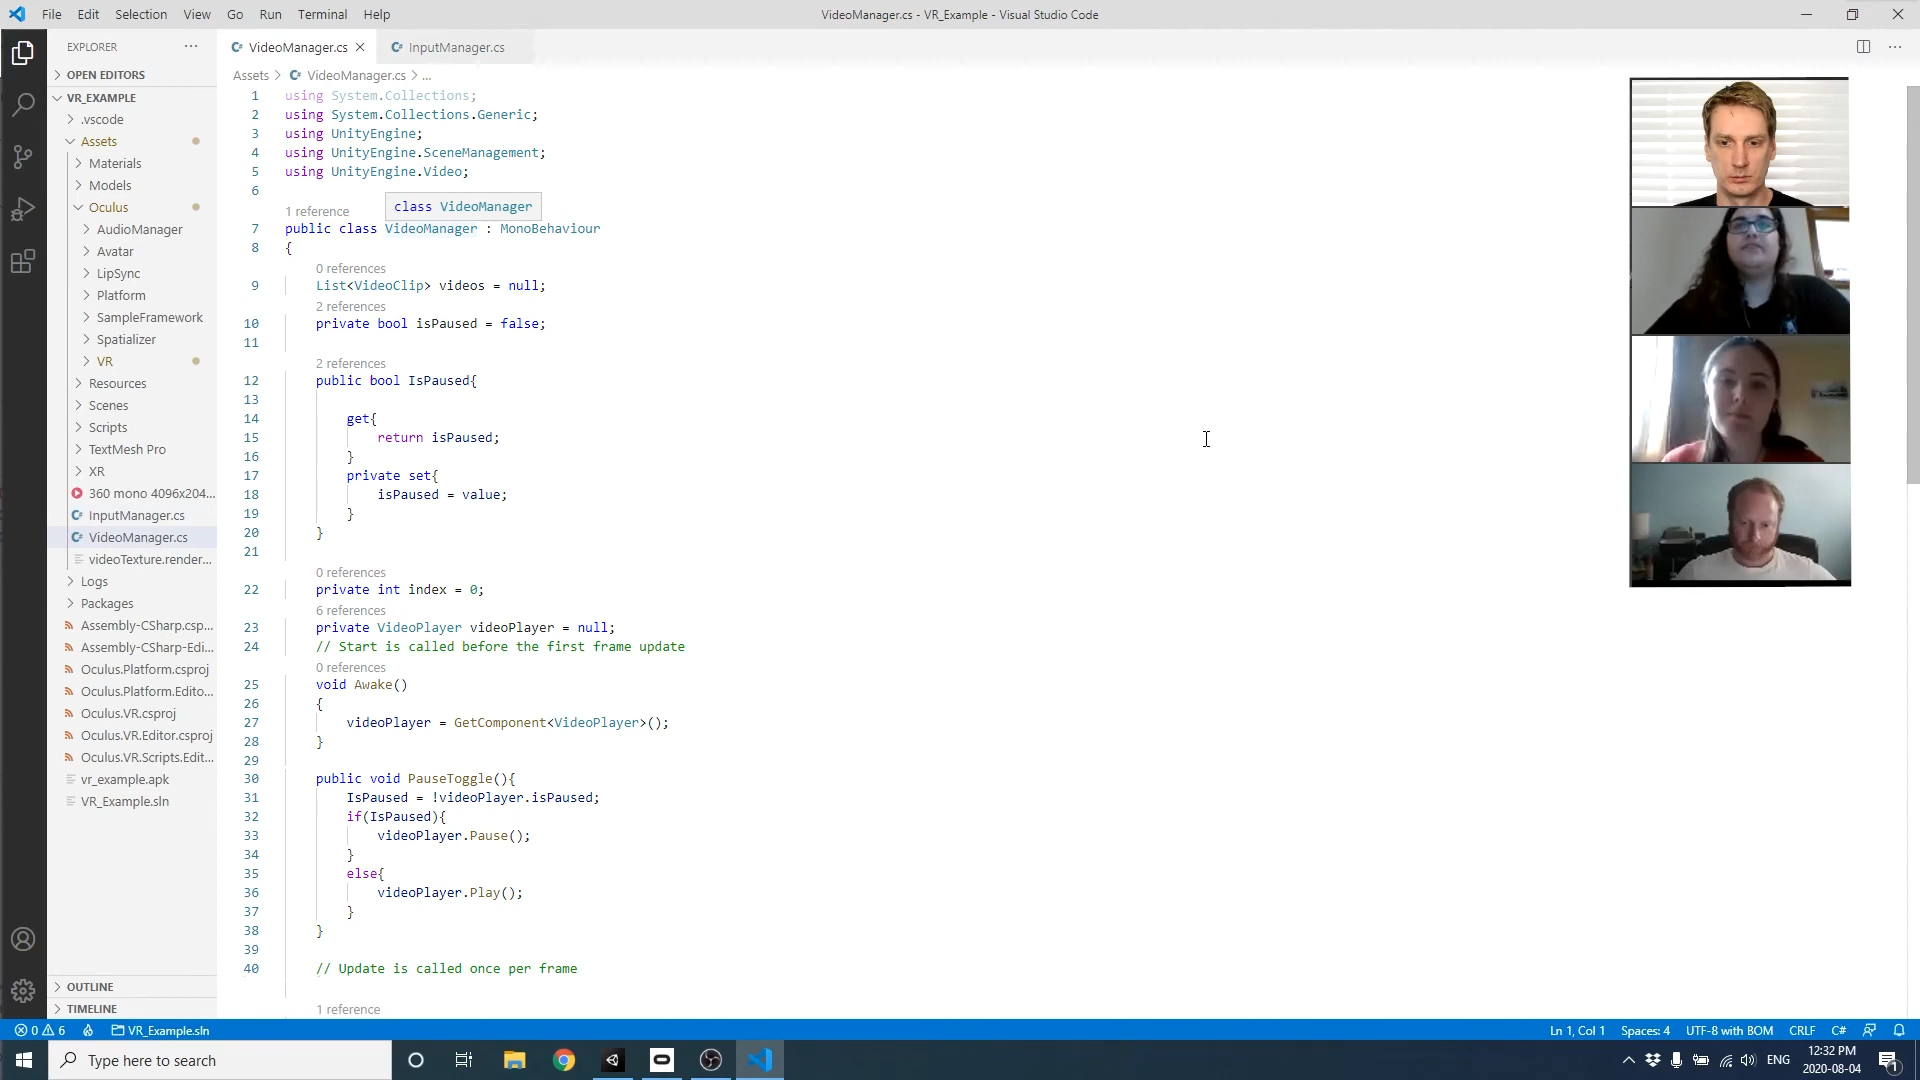 File Edit Selection View Go Run Terminal Help
VideoManager.cs - VR_Example - Visual Studio Code
EXPLORER
OPEN EDITORS
VR_EXAMPLE
.vscode
Assets
Materials
Models
Oculus
AudioManager
Avatar
LipSync
Platform
SampleFramework
Spatializer
VR
Resources
Scenes
Scripts
TextMesh Pro
XR
360 mono 4096x204...
InputManager.cs
VideoManager.cs
videoTexture.render...
Logs
Packages
Assembly-CSharp.csp...
Assembly-CSharp-Edi...
Oculus.Platform.csproj
Oculus.Platform.Edito...
Oculus.VR.csproj
Oculus.VR.Editor.csproj
Oculus.VR.Scripts.Edit...
vr_example.apk
VR_Example.sln
OUTLINE
TIMELINE
VideoManager.cs InputManager.cs
Assets > VideoManager.cs > ...
1 using System.Collections;
2 using System.Collections.Generic;
3 using UnityEngine;
4 using UnityEngine.SceneManagement;
5 using UnityEngine.Video;
6
class VideoManager
1 reference
7 public class VideoManager : MonoBehaviour
8 {
0 references
9 List<VideoClip> videos = null;
2 references
10 private bool isPaused = false;
11
2 references
12 public bool IsPaused{
13
14 get{
15 return isPaused;
16 }
17 private set{
18 isPaused = value;
19 }
20 }
21
0 references
22 private int index = 0;
6 references
23 private VideoPlayer videoPlayer = null;
24 // Start is called before the first frame update
0 references
25 void Awake()
26 {
27 videoPlayer = GetComponent<VideoPlayer>();
28 }
29
30 public void PauseToggle(){
31 IsPaused = !videoPlayer.isPaused;
32 if(IsPaused){
33 videoPlayer.Pause();
34 }
35 else{
36 videoPlayer.Play();
37 }
38 }
39
40 // Update is called once per frame
1 reference
0 6 VR_Example.sln
Ln 1, Col 1 Spaces: 4 UTF-8 with BOM CRLF C#
Type here to search
ENG
12:32 PM
2020-08-04
1